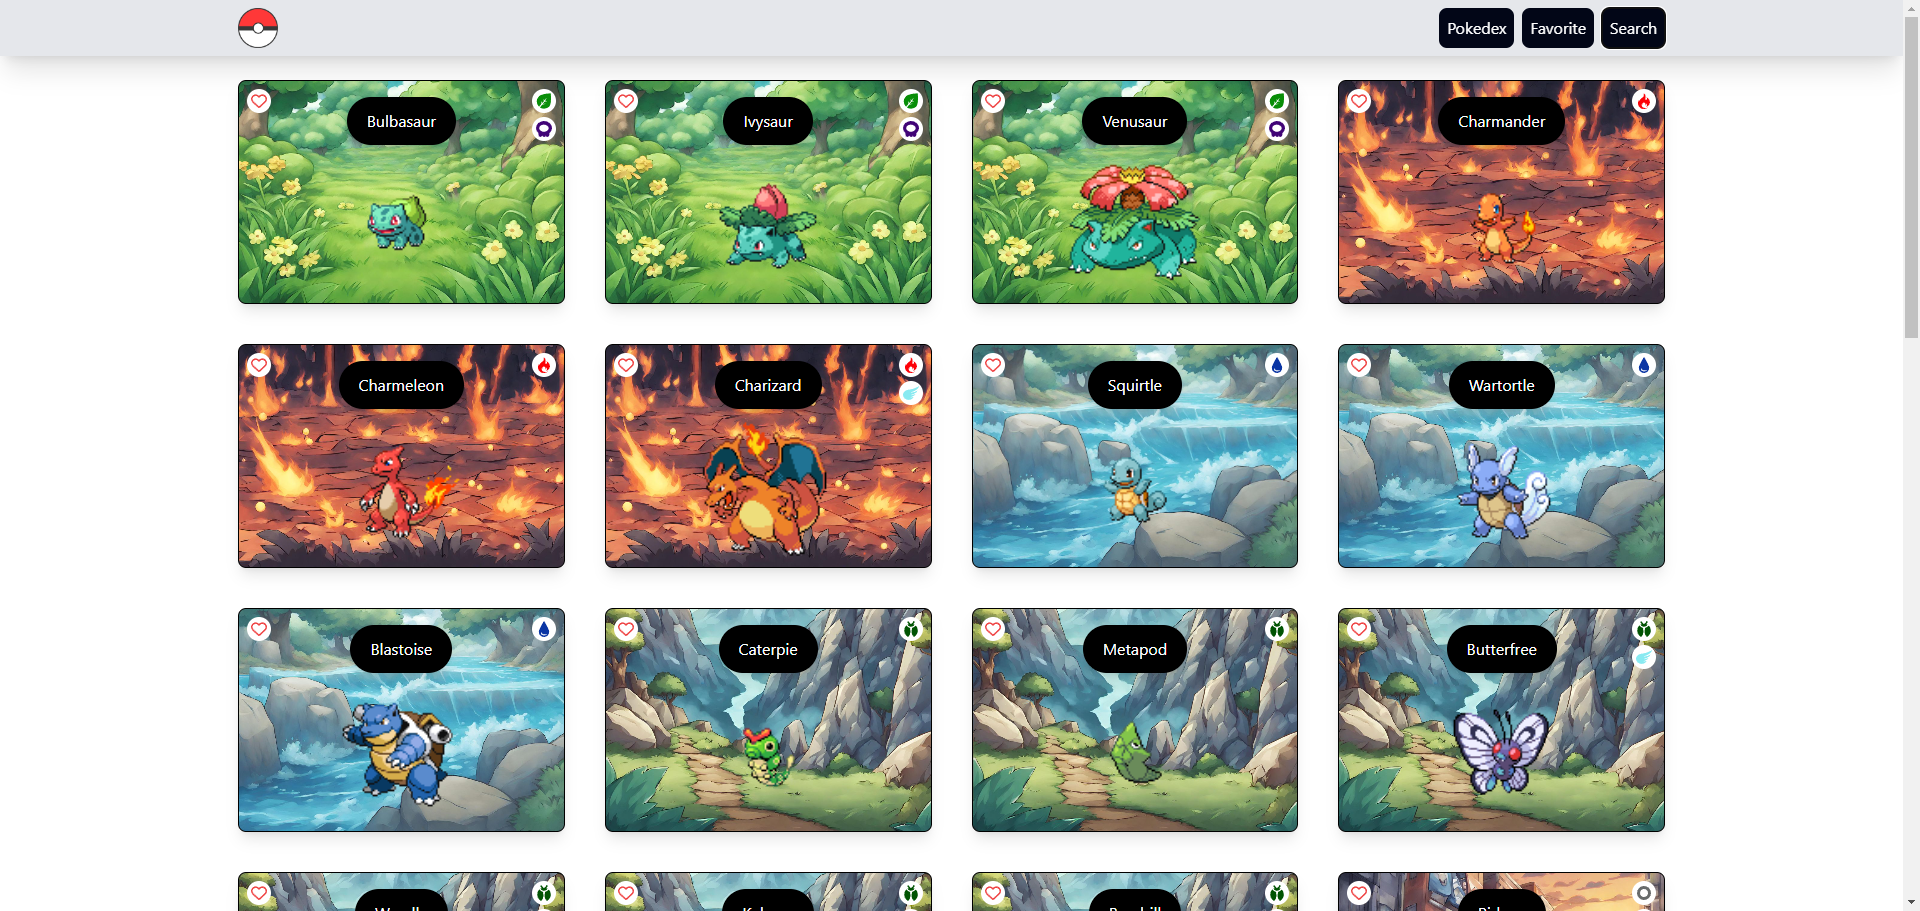 Pokedex Favorite Search
Bulbasaur
Ivysaur
Venusaur
Charmander
Charmeleon
Charizard
Squirtle
Wartortle
Blastoise
Caterpie
Metapod
Butterfree